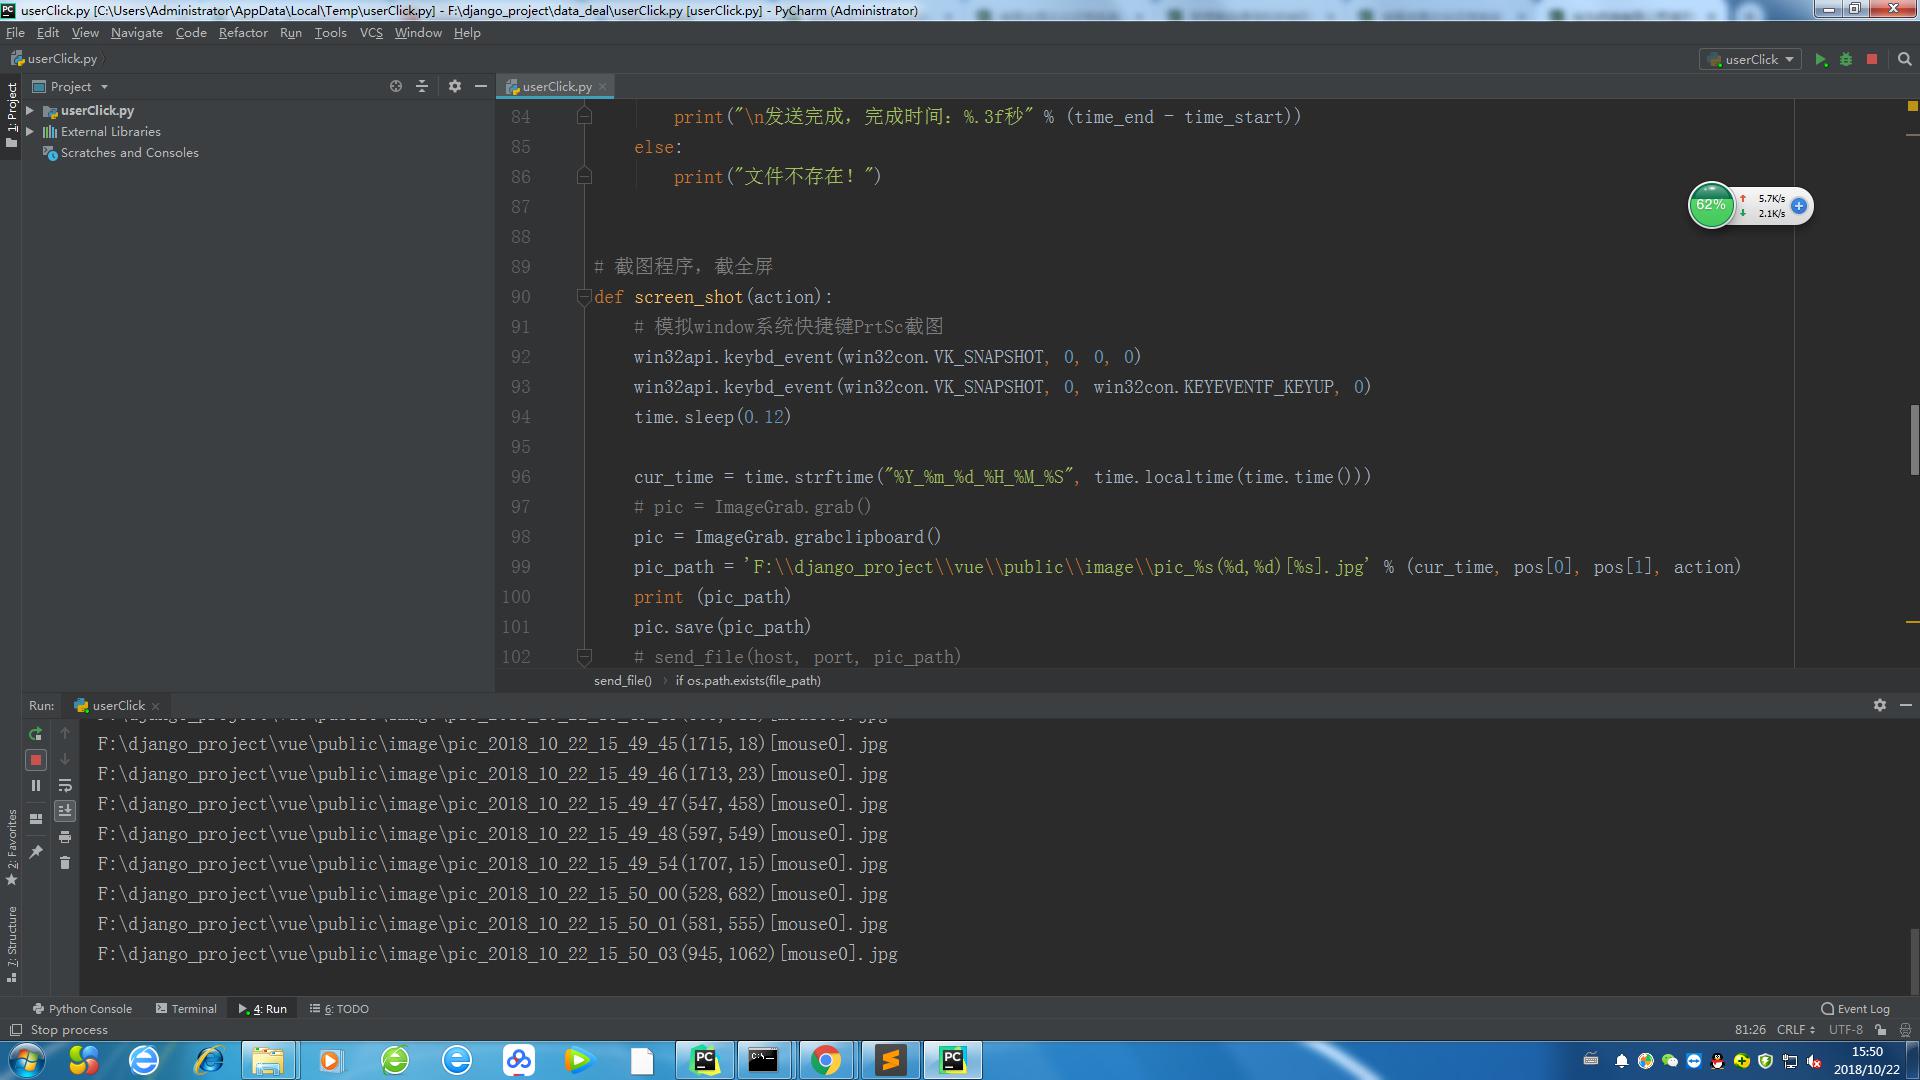 userClick.py [C:\Users\Administrator\AppData\Local\Temp\userClick.py] - F:\django_project\data_deal\userClick.py [userClick.py] - PyCharm (Administrator)
File Edit View Navigate Code Refactor Run Tools VCS Window Help
userClick.py
userClick
Project
userClick.py
1: Project
userClick.py
External Libraries
Scratches and Consoles
84 print("\n发送完成，完成时间：%.3f秒" % (time_end - time_start))
85 else:
86 print("文件不存在！")
87
88
89 # 截图程序，截全屏
90 def screen_shot(action):
91 # 模拟window系统快捷键PrtSc截图
92 win32api.keybd_event(win32con.VK_SNAPSHOT, 0, 0, 0)
93 win32api.keybd_event(win32con.VK_SNAPSHOT, 0, win32con.KEYEVENTF_KEYUP, 0)
94 time.sleep(0.12)
95
96 cur_time = time.strftime("%Y_%m_%d_%H_%M_%S", time.localtime(time.time()))
97 # pic = ImageGrab.grab()
98 pic = ImageGrab.grabclipboard()
99 pic_path = 'F:\\django_project\\vue\\public\\image\\pic_%s(%d,%d)[%s].jpg' % (cur_time, pos[0], pos[1], action)
100 print (pic_path)
101 pic.save(pic_path)
102 # send_file(host, port, pic_path)
62% 5.7K/s
2.1K/s
send_file() if os.path.exists(file_path)
Run: userClick
F:\django_project\vue\public\image\pic_2018_10_22_15_49_45(1715,18)[mouse0].jpg
F:\django_project\vue\public\image\pic_2018_10_22_15_49_46(1713,23)[mouse0].jpg
F:\django_project\vue\public\image\pic_2018_10_22_15_49_47(547,458)[mouse0].jpg
F:\django_project\vue\public\image\pic_2018_10_22_15_49_48(597,549)[mouse0].jpg
F:\django_project\vue\public\image\pic_2018_10_22_15_49_54(1707,15)[mouse0].jpg
F:\django_project\vue\public\image\pic_2018_10_22_15_50_00(528,682)[mouse0].jpg
F:\django_project\vue\public\image\pic_2018_10_22_15_50_01(581,555)[mouse0].jpg
F:\django_project\vue\public\image\pic_2018_10_22_15_50_03(945,1062)[mouse0].jpg
2: Favorites
7: Structure
Python Console Terminal 4: Run 6: TODO Event Log
Stop process 81:26 CRLF UTF-8
15:50
2018/10/22